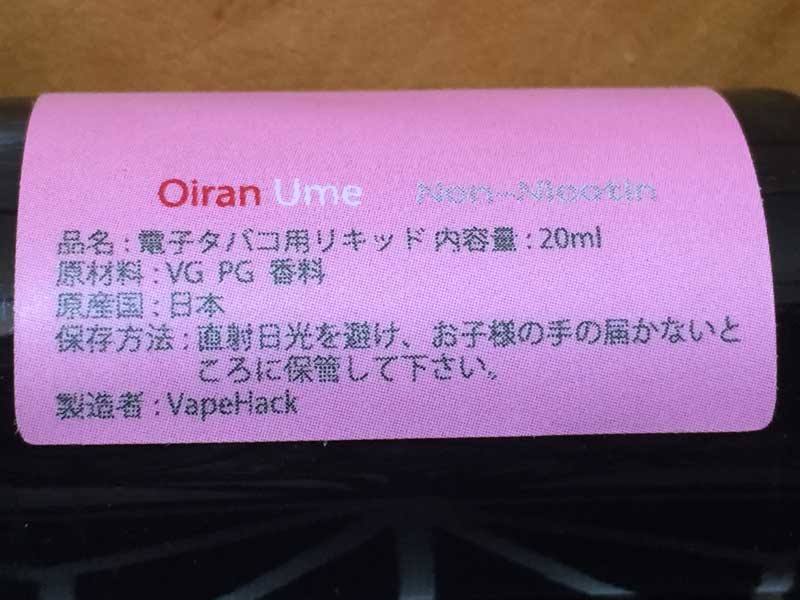 Oiran Ume Non-Nicotin
品名:電子タバコ用リキッド 内容量:20ml
原材料:VG PG 香料
原産国:日本
保存方法:直射日光を避け、お子様の手の届かないと
ころに保管して下さい。
製造者:VapeHack